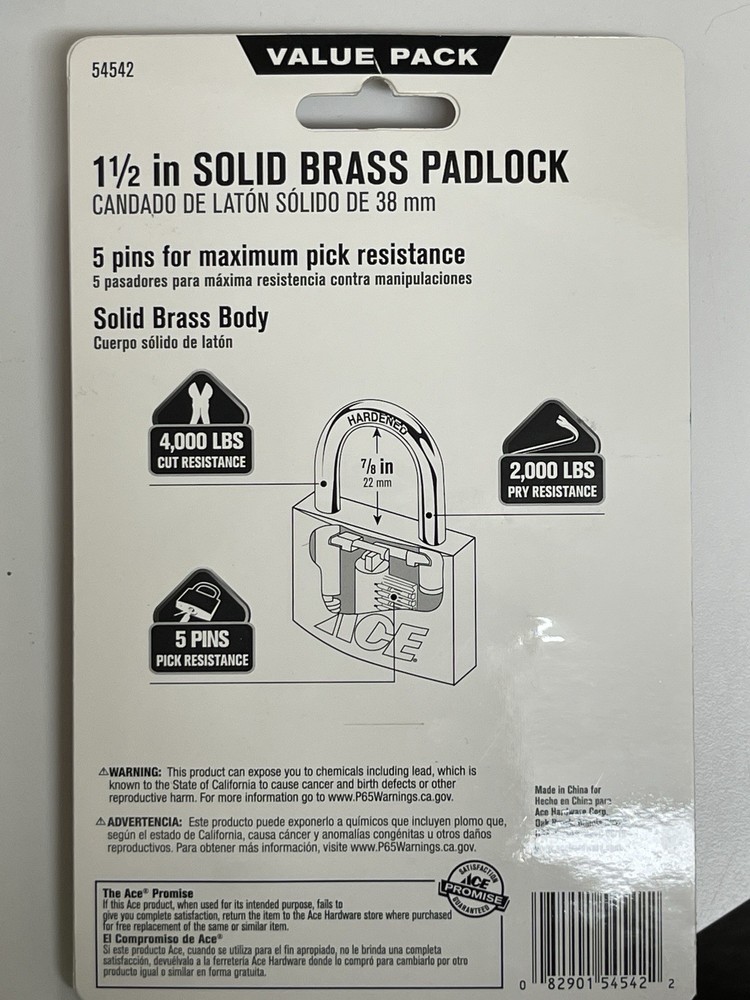 VALUE PACK
54542
1½ in SOLID BRASS PADLOCK
CANDADO DE LATÓN SÓLIDO DE 38 mm
5 pins for maximum pick resistance
5 pasadores para máxima resistencia contra manipulaciones
Solid Brass Body
Cuerpo sólido de latón
4,000 LBS
CUT RESISTANCE
HARDENED
7/8 in
22 mm
2,000 LBS
PRY RESISTANCE
5 PINS
PICK RESISTANCE
ACE®
⚠WARNING: This product can expose you to chemicals including lead, which is
known to the State of California to cause cancer and birth defects or other
reproductive harm. For more information go to www.P65Warnings.ca.gov.
⚠ADVERTENCIA: Este producto puede exponerlo a químicos que incluyen plomo que,
según el estado de California, causa cáncer y anomalías congénitas u otros daños
reproductivos. Para obtener más información, visite www.P65Warnings.ca.gov.
Made in China for
Hecho en China para
Ace Hardware Corp.
Oak
SATISFACTION
ACE
PROMISE
GUARANTEED
The Ace® Promise
If this Ace product, when used for its intended purpose, fails to
give you complete satisfaction, return the item to the Ace Hardware store where purchased
for free replacement of the same or similar item.
El Compromiso de Ace®
Si este producto Ace, cuando se utiliza para el fin apropiado, no le brinda una completa
satisfacción, devuélvalo a la ferretería Ace Hardware donde lo compró para cambiarlo por otro
producto igual o similar en forma gratuita.
0 82901 54542 2